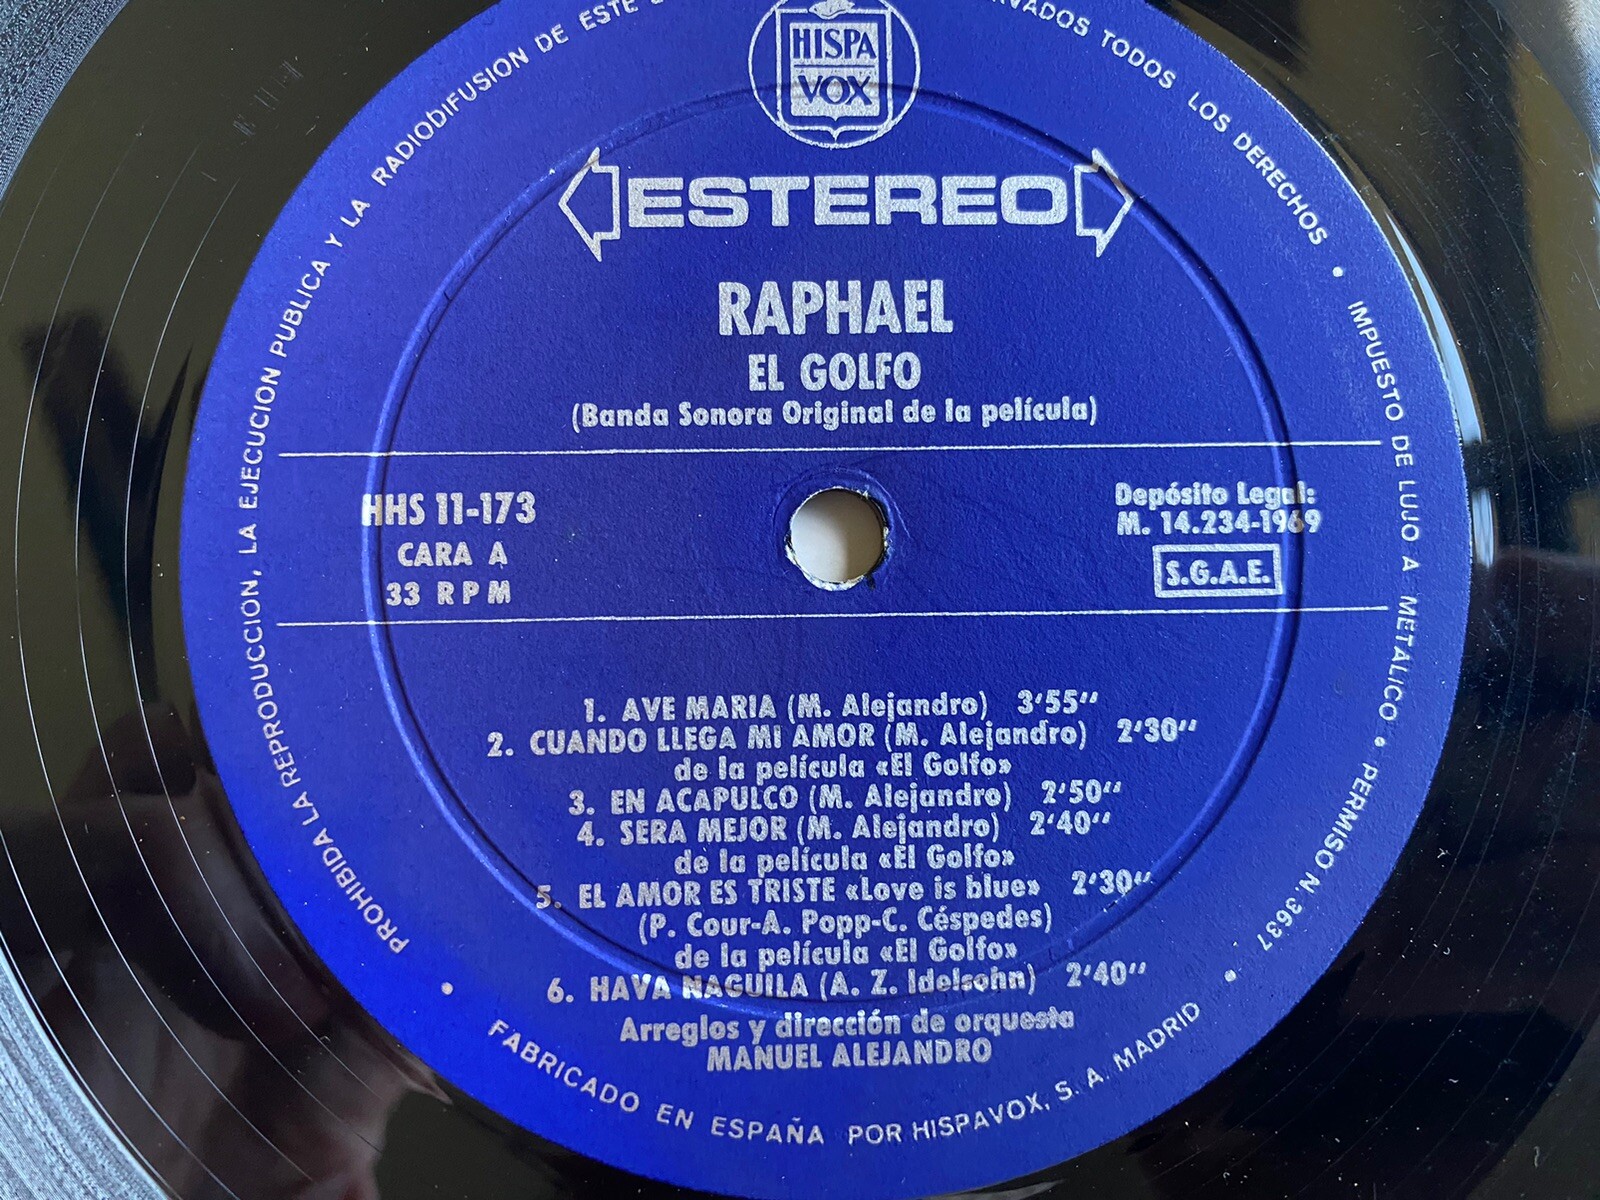 HISPA
VOX
ESTEREO
RAPHAEL
EL GOLFO
(Banda Sonora Original de la película)
HHS 11-173
CARA A
33 RPM
Depósito Legal:
M. 14.234-1969
S.G.A.E.
1. AVE MARIA (M. Alejandro) 3'55"
2. CUANDO LLEGA MI AMOR (M. Alejandro) 2'30"
de la película «El Golfo»
3. EN ACAPULCO (M. Alejandro) 2'50"
4. SERA MEJOR (M. Alejandro) 2'40"
de la película «El Golfo»
5. EL AMOR ES TRISTE «Love is blue» 2'30"
(P. Cour-A. Popp-C. Céspedes)
de la película «El Golfo»
6. HAVA NAGUILA (A. Z. Idelsohn) 2'40"
Arreglos y dirección de orquesta
MANUEL ALEJANDRO
PROHIBIDA LA REPRODUCCION, LA EJECUCION PUBLICA Y LA RADIODIFUSION DE ESTE
TODOS LOS DERECHOS • IMPUESTO DE LUJO A METALICO • PERMISO N. 3637 •
• FABRICADO EN ESPAÑA POR HISPAVOX, S. A. MADRID